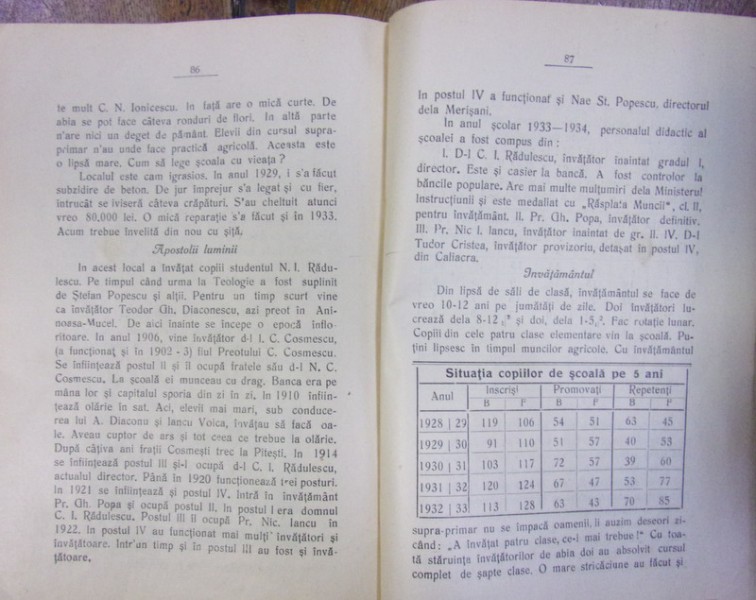 86
te mult C. N. Ionicescu. In față are o mică curte. De
abia se pot face câteva ronduri de flori. In altă parte
n'are nici un deget de pământ. Elevii din cursul supra-
primar n'au unde face practică agricolă. Aceasta este
o lipsă mare. Cum să lege școala cu vieața ?
Localul este cam igrasios. In anul 1929, i s'a făcut
subzidire de beton. De jur împrejur s'a legat și cu fier,
întrucât se iviseră câteva crăpături. S'au cheltuit atunci
vreo 80,000 lei. O mică reparație s'a făcut și în 1933.
Acum trebue învelită din nou cu șiță.
Apostolii luminii
In acest local a învățat copiii studentul N. I. Rădu-
lescu. Pe timpul când urma la Teologie a fost suplinit
de Ștefan Popescu și alții. Pentru un timp scurt vine
ca învățător Teodor Gh. Diaconescu, azi preot în Ani-
noasa-Mucel. De aici înainte se începe o epocă inflo-
ritoare. In anul 1906, vine învățător d-l I. C. Cosmescu,
(a funcționat și în 1902 - 3) fiul Preotului C. Cosmescu.
Se înființează postul II și îl ocupă fratele său d-l N. C.
Cosmescu. La școală ei munceau cu drag. Banca era pe
mâna lor și capitalul sporia din zi în zi. In 1910 înfiin-
țează olărie în sat. Aci, elevii mai mari, sub conduce-
rea lui A. Diaconu și Iancu Voica, învățau să facă oa-
le. Aveau cuptor de ars și tot ceea ce trebue la olărie.
După câțiva ani frații Cosmești trec la Pitești. In 1914
se înființează postul III și-l ocupă d-l C. I. Rădulescu,
actualul director. Până în 1920 funcționează trei posturi.
In 1921 se înființează și postul IV. Intră în învățământ
Pr. Gh. Popa și ocupă postul II. In postul I era domnul
C. I. Rădulescu. Postul III îl ocupă Pr. Nic. Iancu în
1922. In postul IV au funcționat mai mulți învățători și
învățătoare. Intr'un timp și în postul III au fost și învă-
țătoare.
87
In postul IV a funcționat și Nae St. Popescu, directorul
dela Merișani.
In anul școlar 1933—1934, personalul didactic al
școalei a fost compus din :
I. D-l C. I. Rădulescu, învățător înaintat gradul I,
director. Este și casier la bancă. A fost controlor la
băncile populare. Are mai multe mulțumiri dela Ministerul
Instrucțiunii și este medaliat cu „Răsplata Muncii“, cl. II,
pentru învățământ. II. Pr. Gh. Popa, învățător definitiv.
III. Pr. Nic I. Iancu, învățător înaintat de gr. II. IV. D-l
Tudor Cristea, învățător provizoriu, detașat în postul IV,
din Caliacra.
Invățământul
Din lipsă de săli de clasă, învățământul se face de
vreo 10-12 ani pe jumătăți de zile. Doi învățători lu-
crează dela 8-12 și doi, dela 1-5. Fac rotație lunar.
Copiii din cele patru clase elementare vin la școală. Pu-
țini lipsesc în timpul muncilor agricole. Cu învățământul
Situația copiilor de școală pe 5 ani
Anul Inscriși Promovați Repetenți
B F B F B F
1928 | 29 119 106 54 51 63 45
1929 | 30 91 110 51 57 40 53
1930 | 31 103 117 72 57 39 60
1931 | 32 120 124 67 47 53 77
1932 | 33 113 128 63 43 70 85
supra-primar nu se împacă oamenii. Ii auzim deseori zi-
când: „A învățat patru clase, ce-i mai trebue!“ Cu toa-
tă stăruința învățătorilor de abia doi au absolvit cursul
complet de șapte clase. O mare stricăciune au făcut și